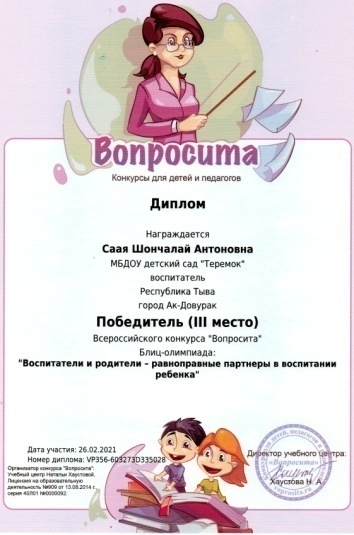 Вопросита
Конкурсы для детей и педагогов
Диплом
Награждается
Саая Шончалай Антоновна
МБДОУ детский сад "Теремок"
воспитатель
Республика Тыва
город Ак-Довурак
Победитель (III место)
Всероссийского конкурса "Вопросита"
Блиц-олимпиада:
"Воспитатели и родители – равноправные партнеры в воспитании
ребенка"
Дата участия: 26.02.2021
Номер диплома: VP356-603273D335028
Организатор конкурса "Вопросита":
Учебный центр Натальи Хаустовой.
Лицензия на образовательную
деятельность №909 от 13.08.2014 г.
серия 48Л01 №0000992.
Директор учебного центра:
Хаустова Н. А.
«Вопросита»